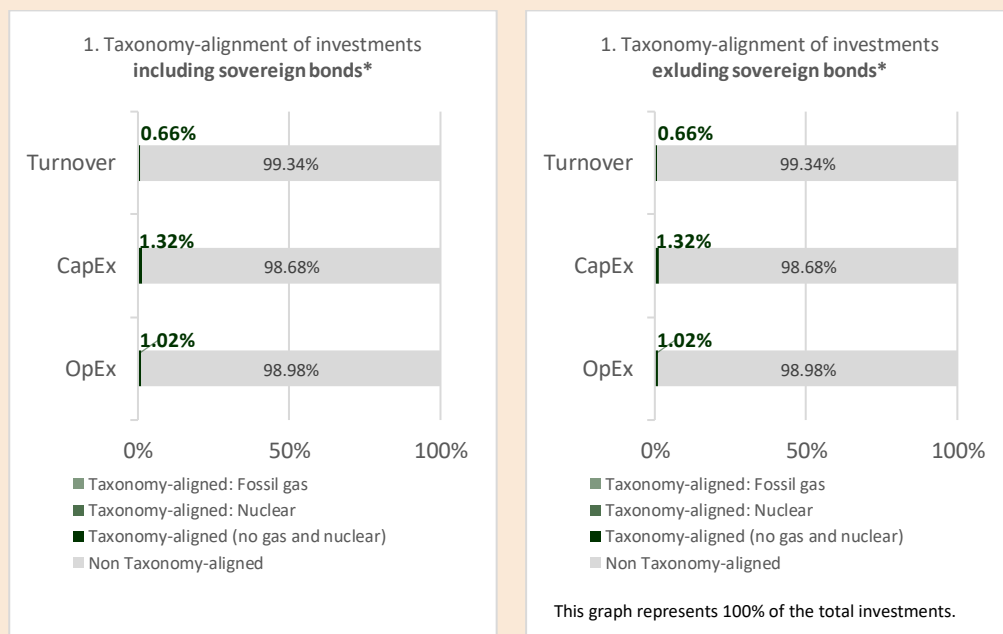 1. Taxonomy-alignment of investments
including sovereign bonds*
0.66%
Turnover
99.34%
1.32%
CapEx
98.68%
1.02%
OpEx
98.98%
0%
50%
100%
Taxonomy-aligned: Fossil gas
Taxonomy-aligned: Nuclear
Taxonomy-aligned (no gas and nuclear)
Non Taxonomy-aligned
1. Taxonomy-alignment of investments
exluding sovereign bonds*
0.66%
Turnover
99.34%
1.32%
CapEx
98.68%
1.02%
OpEx
98.98%
0%
50%
100%
Taxonomy-aligned: Fossil gas
Taxonomy-aligned: Nuclear
Taxonomy-aligned (no gas and nuclear)
Non Taxonomy-aligned
This graph represents 100% of the total investments.